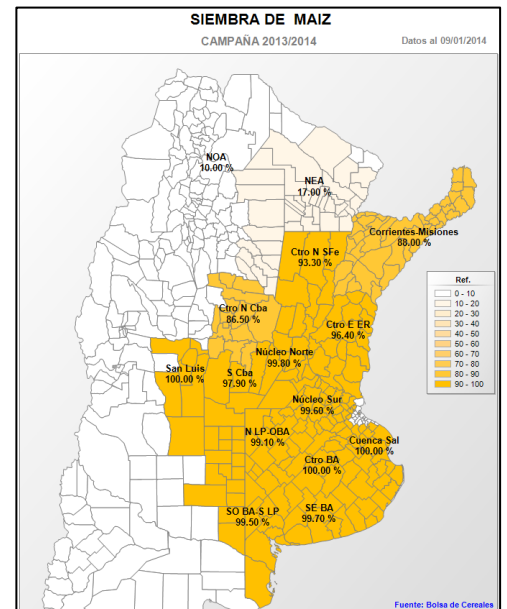 SIEMBRA DE MAIZ
CAMPAÑA 2013/2014
Datos al 09/01/2014
NOA
10.00 %
NEA
17.00 %
Corrientes-Misiones
88.00 %
Ctro N SFe
93.30 %
Ref.
0 - 10
10 - 20
20 - 30
30 - 40
40 - 50
50 - 60
60 - 70
70 - 80
80 - 90
90 - 100
Ctro N Cba
86.50 %
Ctro E ER
96.40 %
Núcleo Norte
99.80 %
San Luis
100.00 %
S Cba
97.90 %
Núcleo Sur
99.60 %
N LP-OBA
99.10 %
Cuenca Sal
100.00 %
Ctro BA
100.00 %
SO BA-S LP
99.50 %
SE BA
99.70 %
Fuente: Bolsa de Cereales